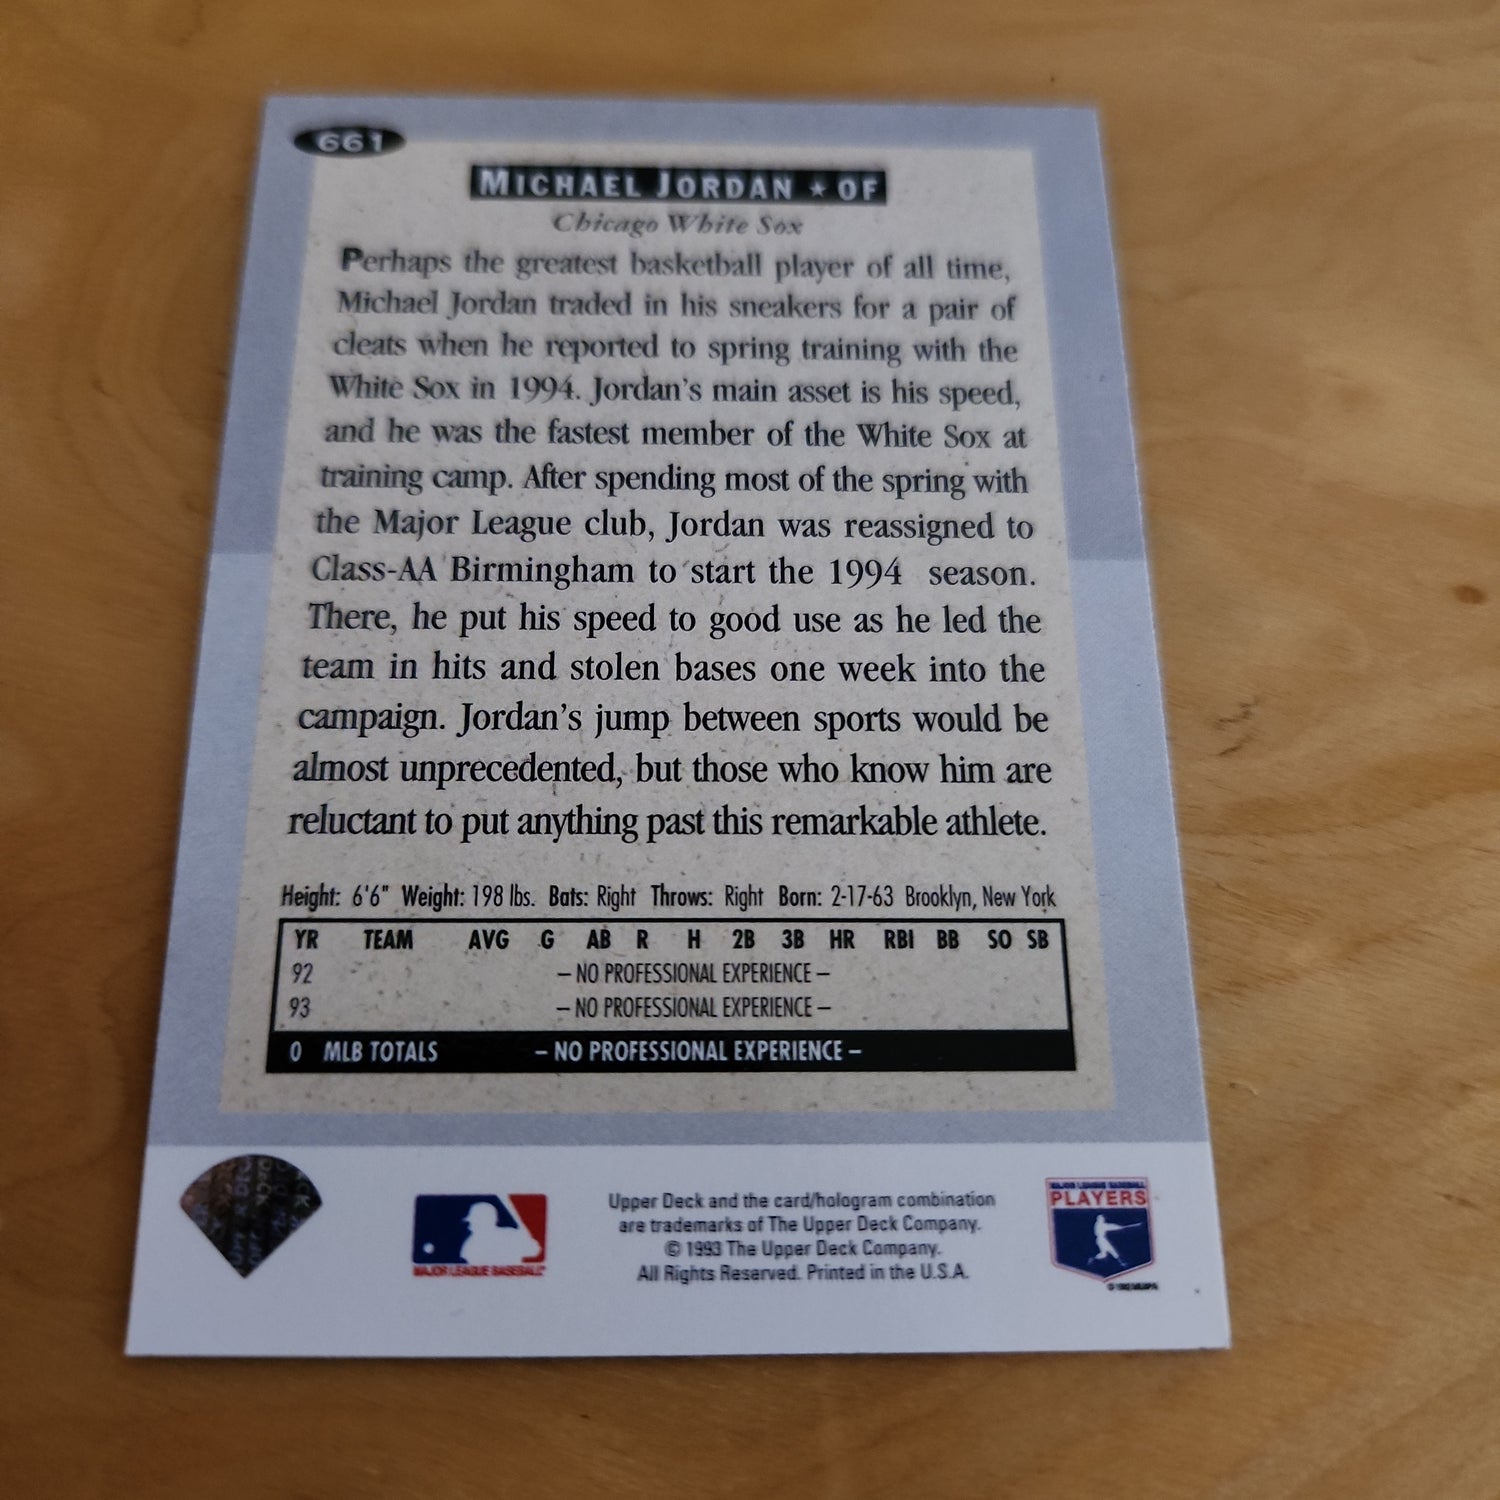 661
MICHAEL JORDAN ★ OF
Chicago White Sox
Perhaps the greatest basketball player of all time,
Michael Jordan traded in his sneakers for a pair of
cleats when he reported to spring training with the
White Sox in 1994. Jordan's main asset is his speed,
and he was the fastest member of the White Sox at
training camp. After spending most of the spring with
the Major League club, Jordan was reassigned to
Class-AA Birmingham to start the 1994 season.
There, he put his speed to good use as he led the
team in hits and stolen bases one week into the
campaign. Jordan's jump between sports would be
almost unprecedented, but those who know him are
reluctant to put anything past this remarkable athlete.
Height: 6'6" Weight: 198 lbs. Bats: Right Throws: Right Born: 2-17-63 Brooklyn, New York
YR TEAM AVG G AB R H 2B 3B HR RBI BB SO SB
92 – NO PROFESSIONAL EXPERIENCE –
93 – NO PROFESSIONAL EXPERIENCE –
0 MLB TOTALS – NO PROFESSIONAL EXPERIENCE –
MAJOR LEAGUE BASEBALL
Upper Deck and the card/hologram combination
are trademarks of The Upper Deck Company.
© 1993 The Upper Deck Company.
All Rights Reserved. Printed in the U.S.A.
MAJOR LEAGUE BASEBALL
PLAYERS